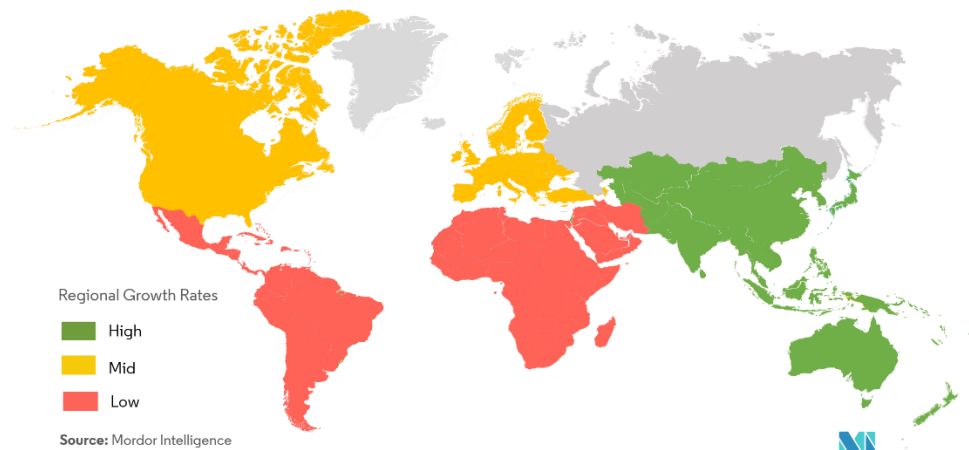 Regional Growth Rates
High
Mid
Low
Source: Mordor Intelligence